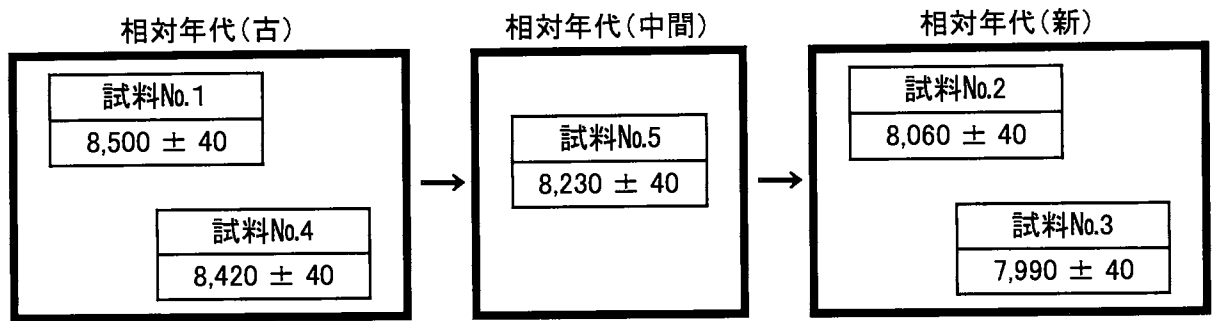 相対年代(古)
試料No.1
8,500 ± 40
試料No.4
8,420 ± 40
→
相対年代(中間)
試料No.5
8,230 ± 40
→
相対年代(新)
試料No.2
8,060 ± 40
試料No.3
7,990 ± 40